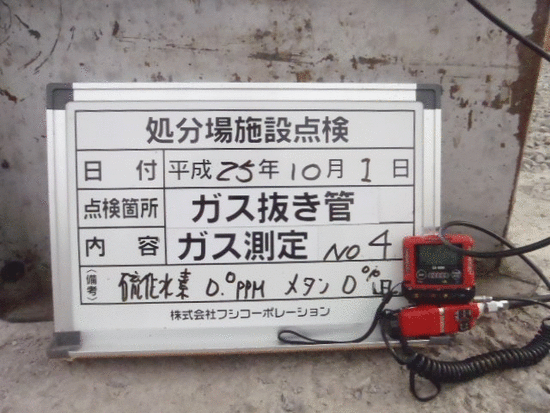 処分場施設点検
日 付 平成 25年 10月 1日
点検箇所 ガス抜き管
内 容 ガス測定 NO 4
(備考) 硫化水素 0.0PPM メタン 0%
株式会社フジコーポレーション